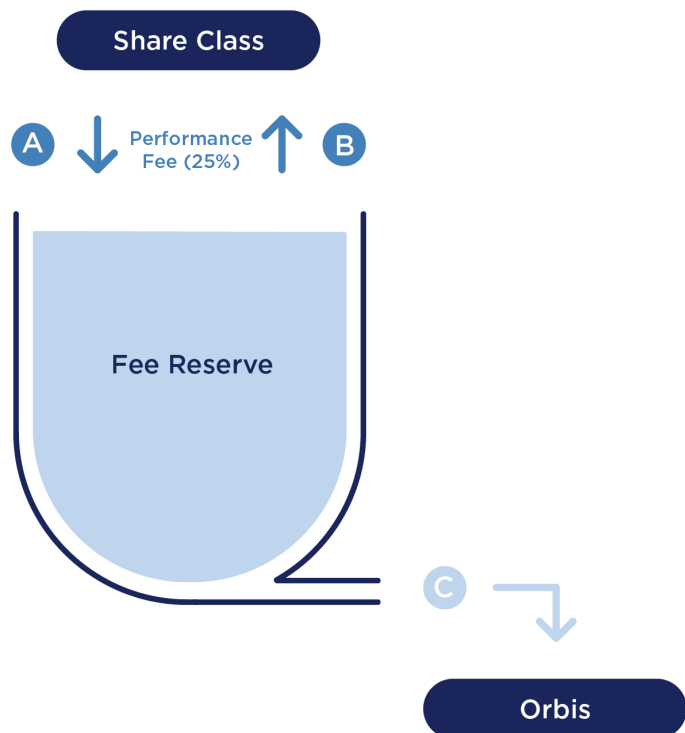 Share Class
A
Performance
Fee (25%)
B
Fee Reserve
C
Orbis